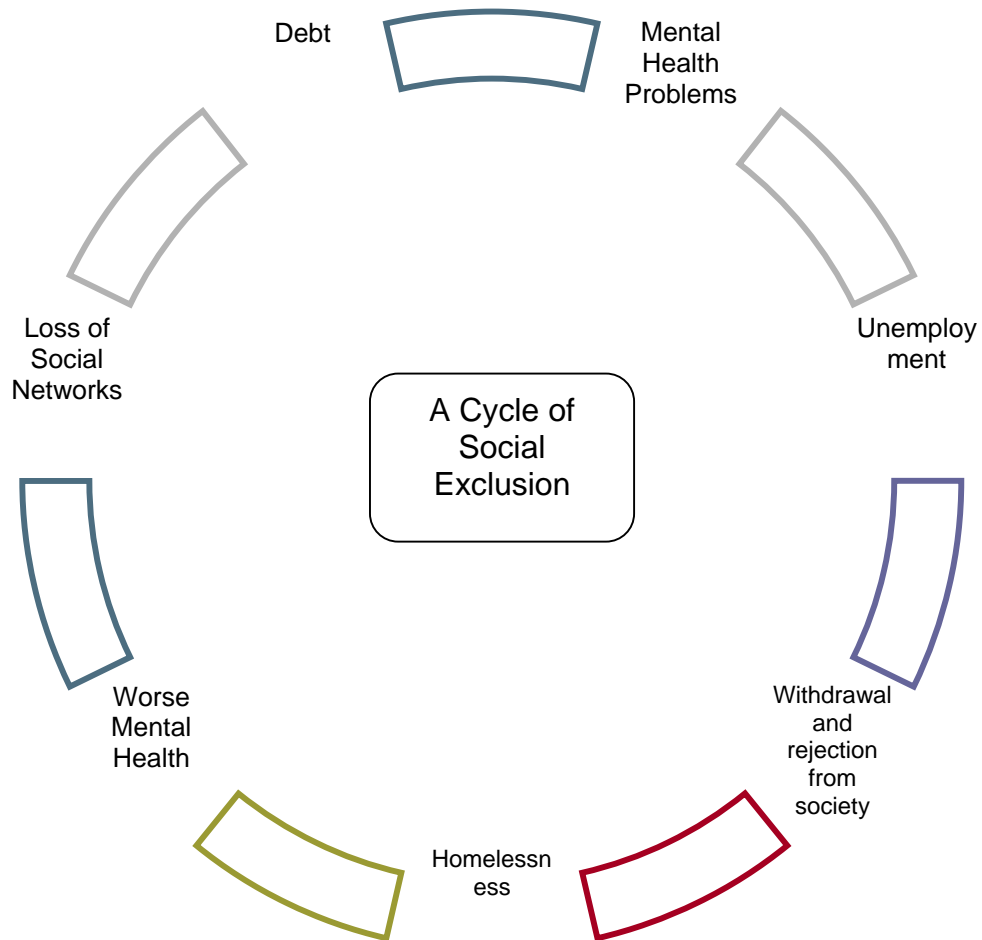 Debt
Mental
Health
Problems
Loss of
Social
Networks
Unemploy
ment
A Cycle of
Social
Exclusion
Worse
Mental
Health
Withdrawal
and
rejection
from
society
Homelessn
ess